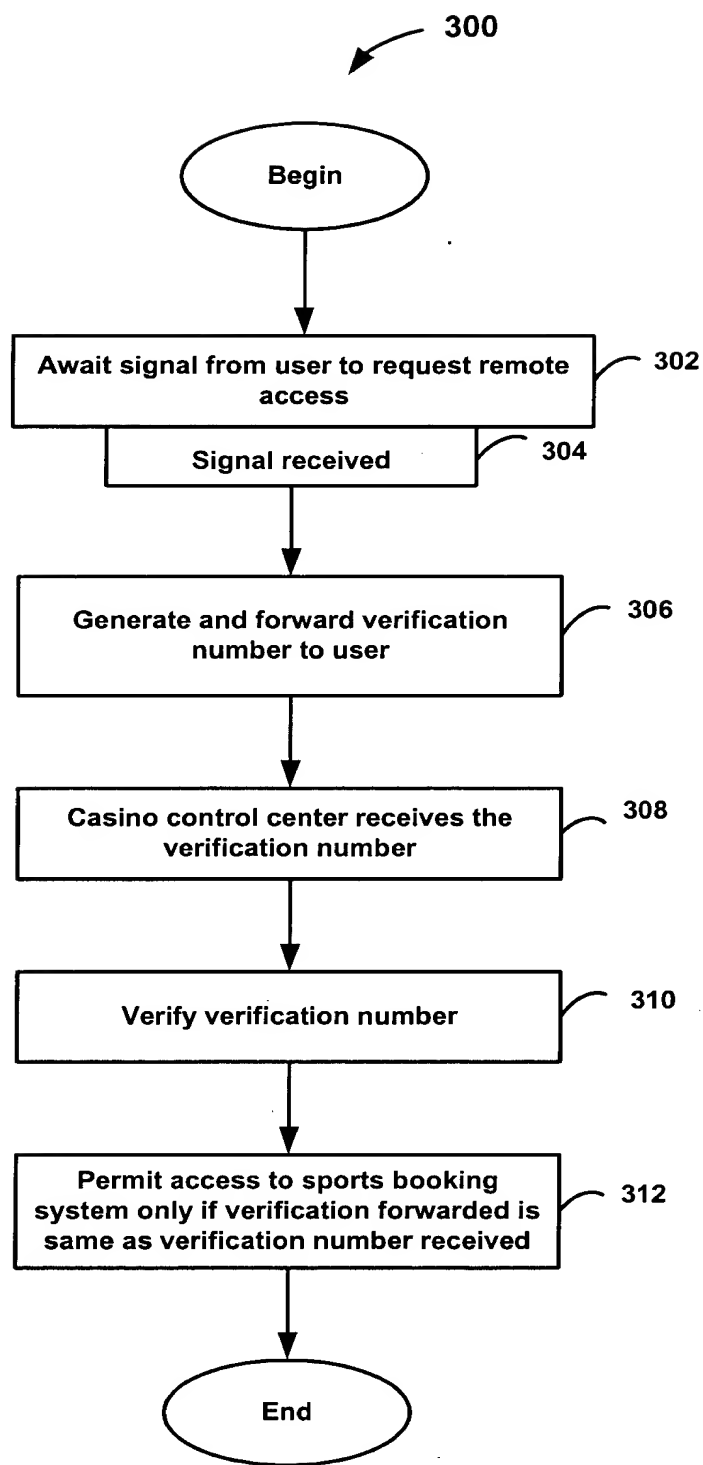 300
Begin
Await signal from user to request remote
access
302
Signal received
304
Generate and forward verification
number to user
306
Casino control center receives the
verification number
308
Verify verification number
310
Permit access to sports booking
system only if verification forwarded is
same as verification number received
312
End